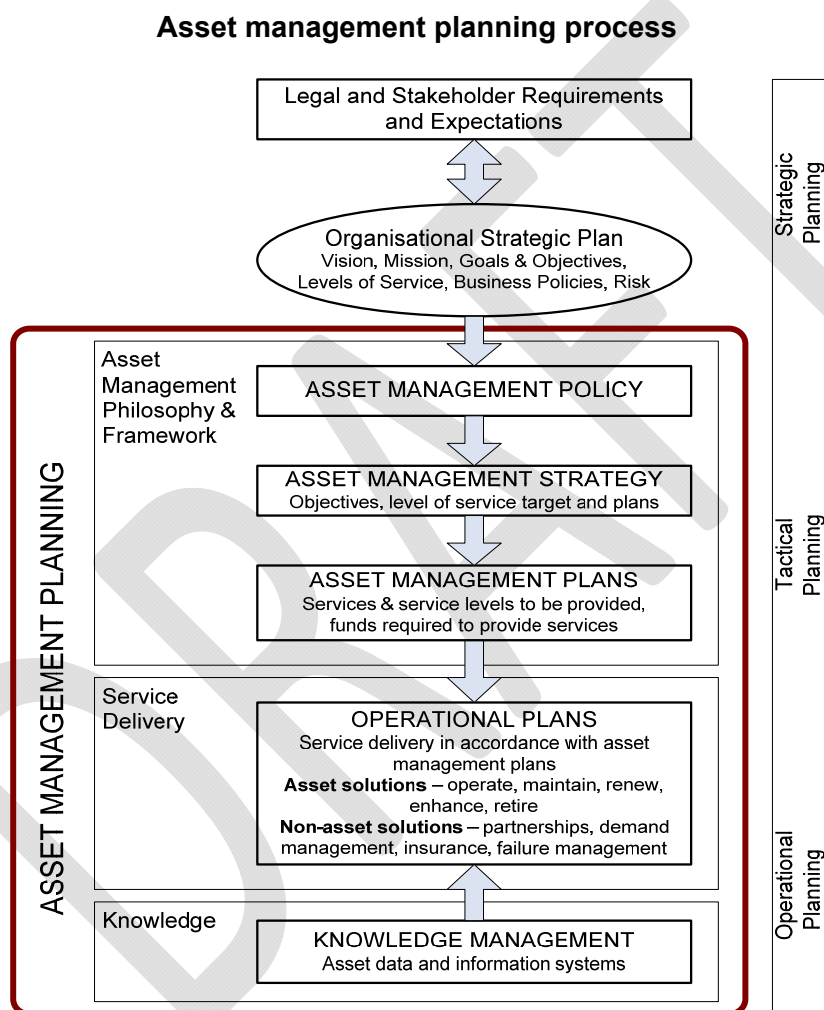 Asset management planning process
Legal and Stakeholder Requirements
and Expectations
Organisational Strategic Plan
Vision, Mission, Goals & Objectives,
Levels of Service, Business Policies, Risk
Asset
Management
Philosophy &
Framework
ASSET MANAGEMENT POLICY
ASSET MANAGEMENT STRATEGY
Objectives, level of service target and plans
ASSET MANAGEMENT PLANS
Services & service levels to be provided,
funds required to provide services
Service
Delivery
OPERATIONAL PLANS
Service delivery in accordance with asset
management plans
Asset solutions – operate, maintain, renew,
enhance, retire
Non-asset solutions – partnerships, demand
management, insurance, failure management
Knowledge
KNOWLEDGE MANAGEMENT
Asset data and information systems
ASSET MANAGEMENT PLANNING
Strategic
Planning
Tactical
Planning
Operational
Planning
DRAFT